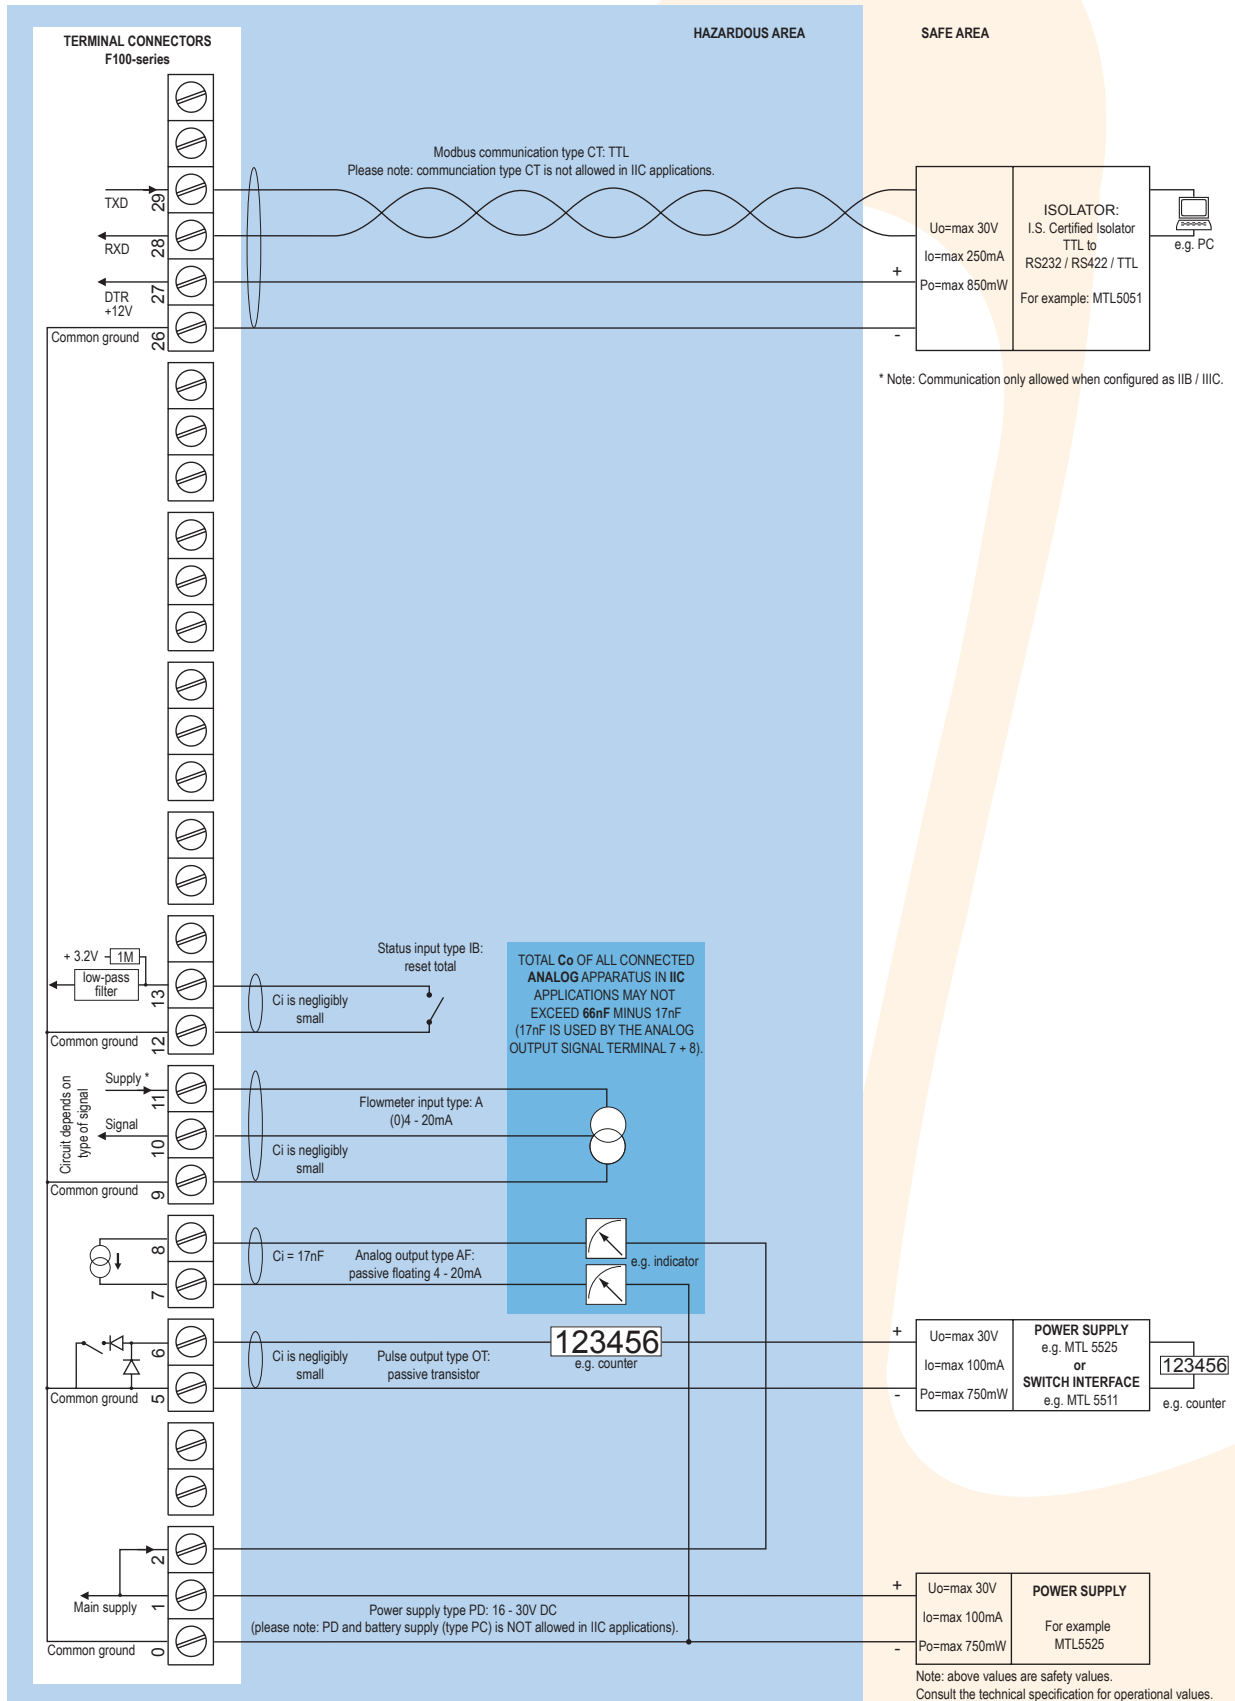 HAZARDOUS AREA
SAFE AREA
TERMINAL CONNECTORS
F100-series
Modbus communication type CT: TTL
Please note: communciation type CT is not allowed in IIC applications.
TXD
29
RXD
28
DTR
+12V
27
Common ground
26
+
-
Uo=max 30V
Io=max 250mA
Po=max 850mW
ISOLATOR:
I.S. Certified Isolator
TTL to
RS232 / RS422 / TTL
For example: MTL5051
e.g. PC
* Note: Communication only allowed when configured as IIB / IIIC.
+ 3.2V
1M
low-pass
filter
13
Common ground
12
Ci is negligibly
small
Status input type IB:
reset total
TOTAL Co OF ALL CONNECTED
ANALOG APPARATUS IN IIC
APPLICATIONS MAY NOT
EXCEED 66nF MINUS 17nF
(17nF IS USED BY THE ANALOG
OUTPUT SIGNAL TERMINAL 7 + 8).
Circuit depends on
type of signal
Supply *
11
Signal
10
Common ground
9
Flowmeter input type: A
(0)4 - 20mA
Ci is negligibly
small
8
7
Ci = 17nF
Analog output type AF:
passive floating 4 - 20mA
e.g. indicator
6
Common ground
5
Ci is negligibly
small
Pulse output type OT:
passive transistor
123456
e.g. counter
+
-
Uo=max 30V
Io=max 100mA
Po=max 750mW
POWER SUPPLY
e.g. MTL 5525
or
SWITCH INTERFACE
e.g. MTL 5511
123456
e.g. counter
2
Main supply
1
Common ground
0
Power supply type PD: 16 - 30V DC
(please note: PD and battery supply (type PC) is NOT allowed in IIC applications).
+
-
Uo=max 30V
Io=max 100mA
Po=max 750mW
POWER SUPPLY
For example
MTL5525
Note: above values are safety values.
Consult the technical specification for operational values.